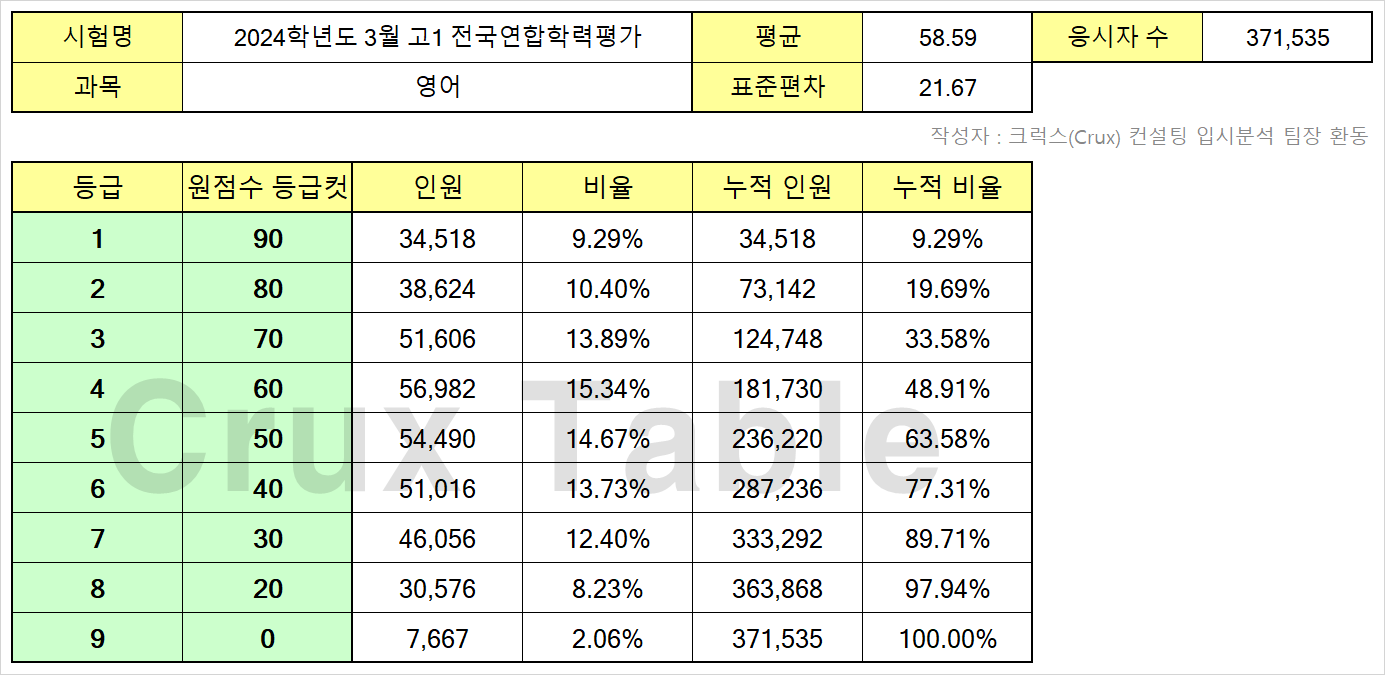 시험명 2024학년도 3월 고1 전국연합학력평가 평균 58.59 응시자 수 371,535
과목 영어 표준편차 21.67
작성자 : 크럭스(Crux) 컨설팅 입시분석 팀장 환동
등급 원점수 등급컷 인원 비율 누적 인원 누적 비율
1 90 34,518 9.29% 34,518 9.29%
2 80 38,624 10.40% 73,142 19.69%
3 70 51,606 13.89% 124,748 33.58%
4 60 56,982 15.34% 181,730 48.91%
5 50 54,490 14.67% 236,220 63.58%
6 40 51,016 13.73% 287,236 77.31%
7 30 46,056 12.40% 333,292 89.71%
8 20 30,576 8.23% 363,868 97.94%
9 0 7,667 2.06% 371,535 100.00%
Crux Table